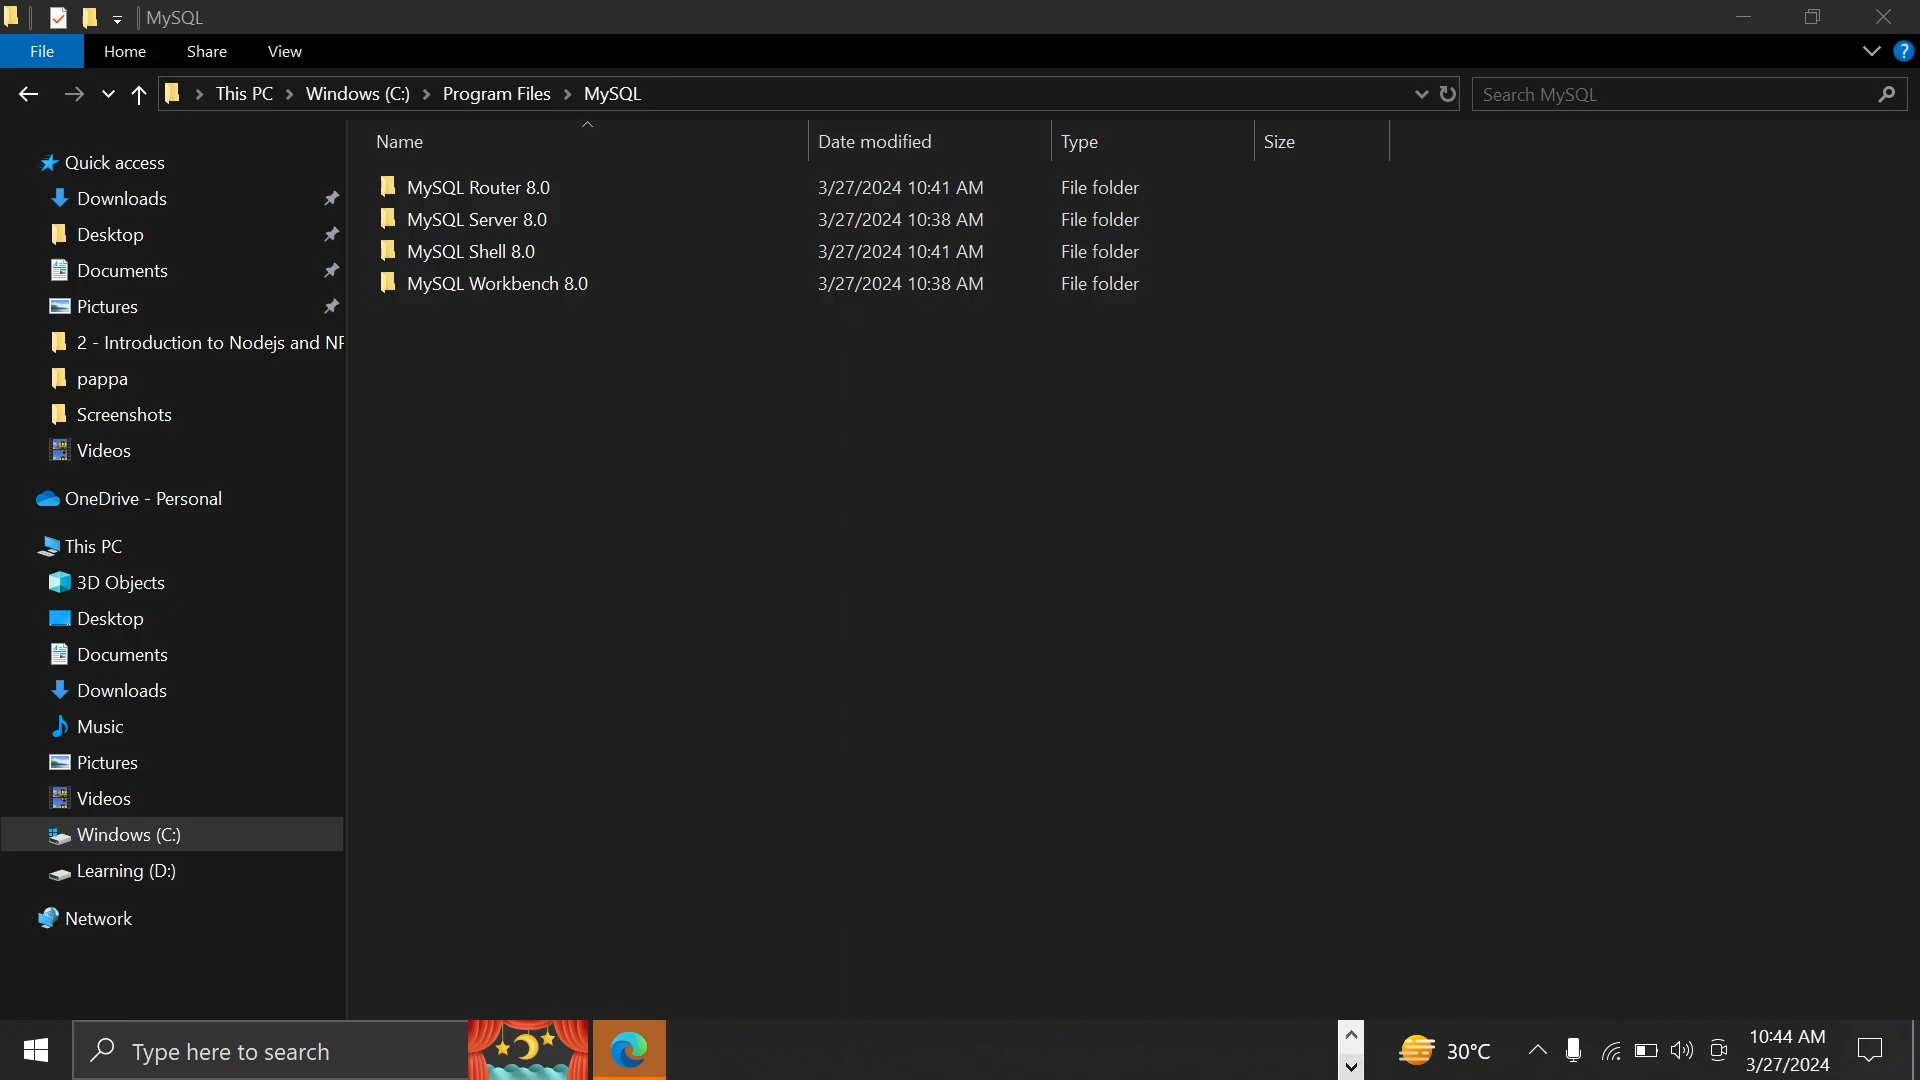 MySQL
File Home Share View
This PC Windows (C:) Program Files MySQL
Search MySQL
Name Date modified Type Size
MySQL Router 8.0 3/27/2024 10:41 AM File folder
MySQL Server 8.0 3/27/2024 10:38 AM File folder
MySQL Shell 8.0 3/27/2024 10:41 AM File folder
MySQL Workbench 8.0 3/27/2024 10:38 AM File folder
Quick access
Downloads
Desktop
Documents
Pictures
2 - Introduction to Nodejs and
pappa
Screenshots
Videos
OneDrive - Personal
This PC
3D Objects
Desktop
Documents
Downloads
Music
Pictures
Videos
Windows (C:)
Learning (D:)
Network
Type here to search
30°C
10:44 AM
3/27/2024